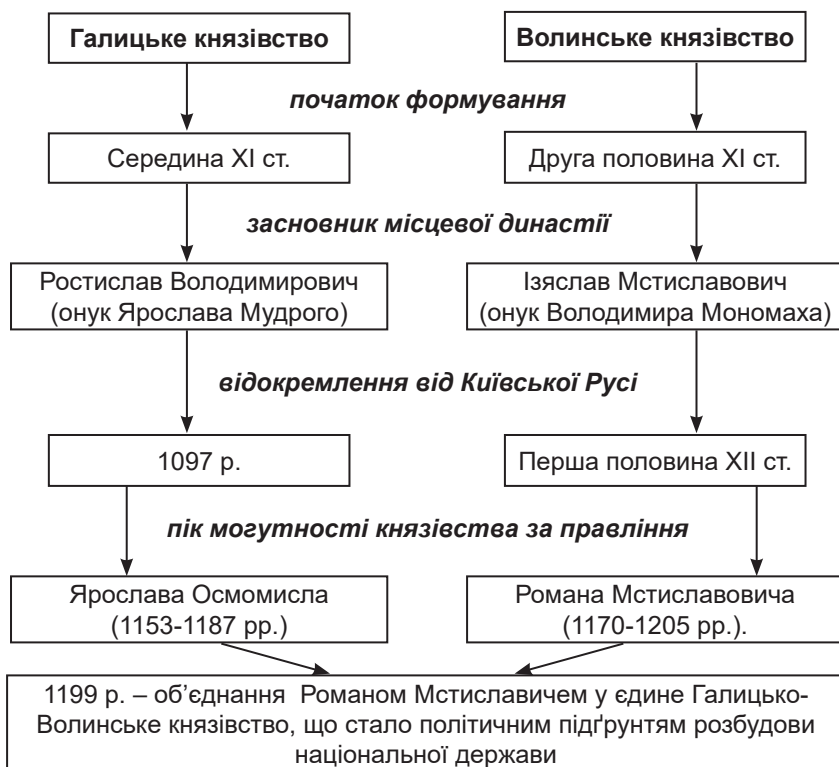 Галицьке князівство
Волинське князівство
початок формування
Середина XI ст.
Друга половина XI ст.
засновник місцевої династії
Ростислав Володимирович
(онук Ярослава Мудрого)
Ізяслав Мстиславович
(онук Володимира Мономаха)
відокремлення від Київської Русі
1097 р.
Перша половина XII ст.
пік могутності князівства за правління
Ярослава Осмомисла
(1153-1187 рр.)
Романа Мстиславовича
(1170-1205 рр.).
1199 р. – об’єднання Романом Мстиславичем у єдине Галицько-
Волинське князівство, що стало політичним підґрунтям розбудови
національної держави